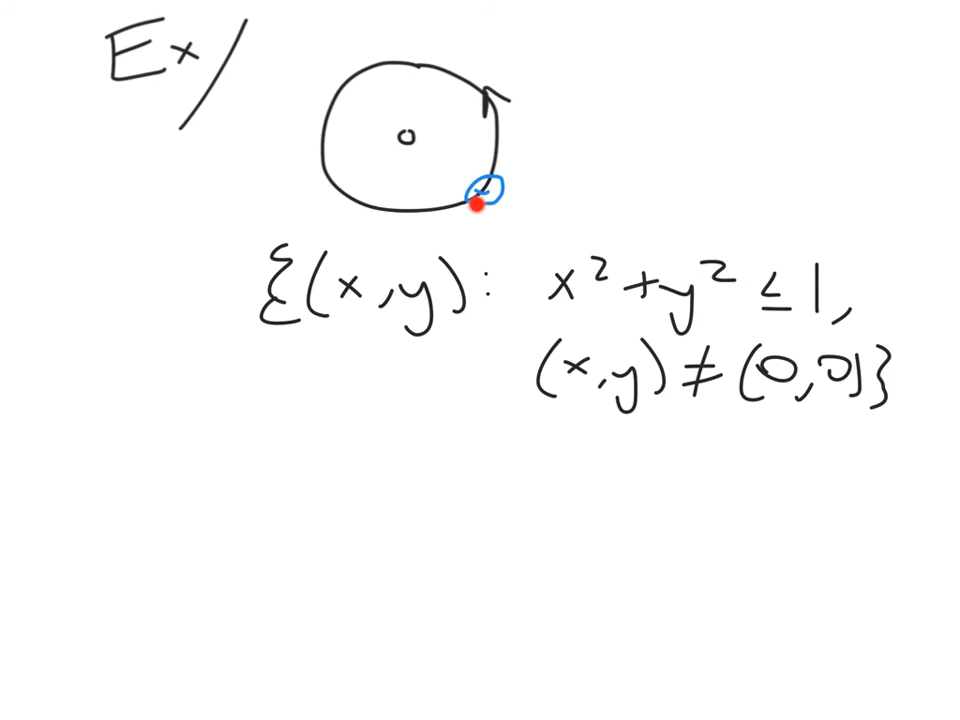 Ex/
{(x,y): x² + y² ≤ 1,
(x,y) ≠ (0,0)}